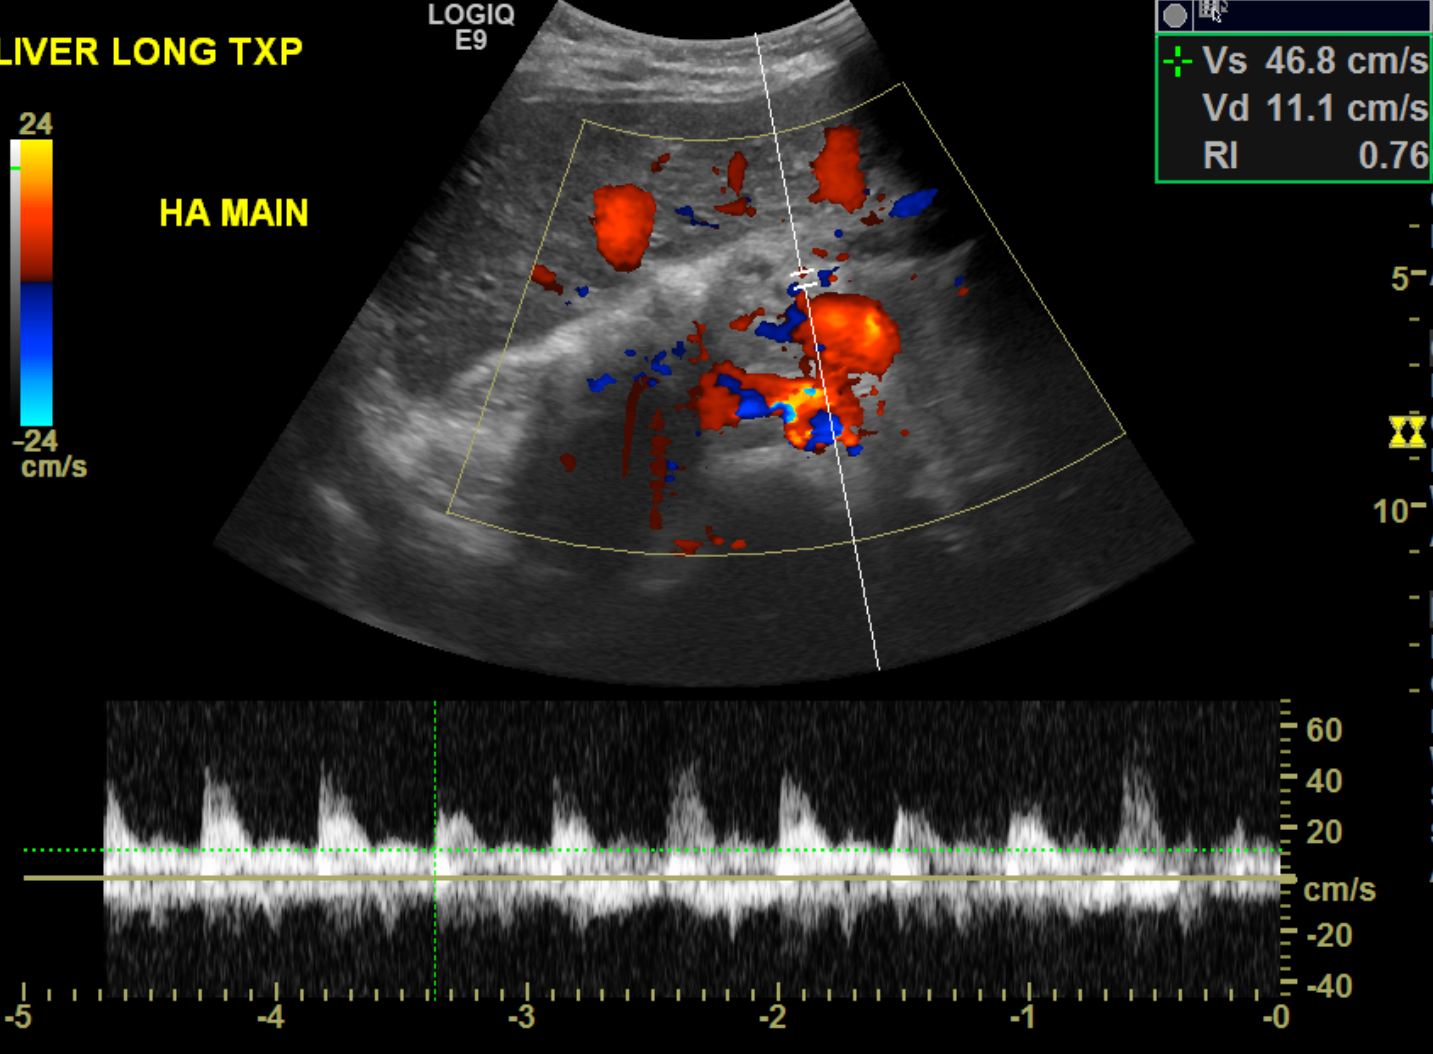 LOGIQ
E9
LIVER LONG TXP
Vs 46.8 cm/s
Vd 11.1 cm/s
RI 0.76
24
HA MAIN
5
-24
cm/s
10
60
40
20
cm/s
-20
-40
-5 -4 -3 -2 -1 -0